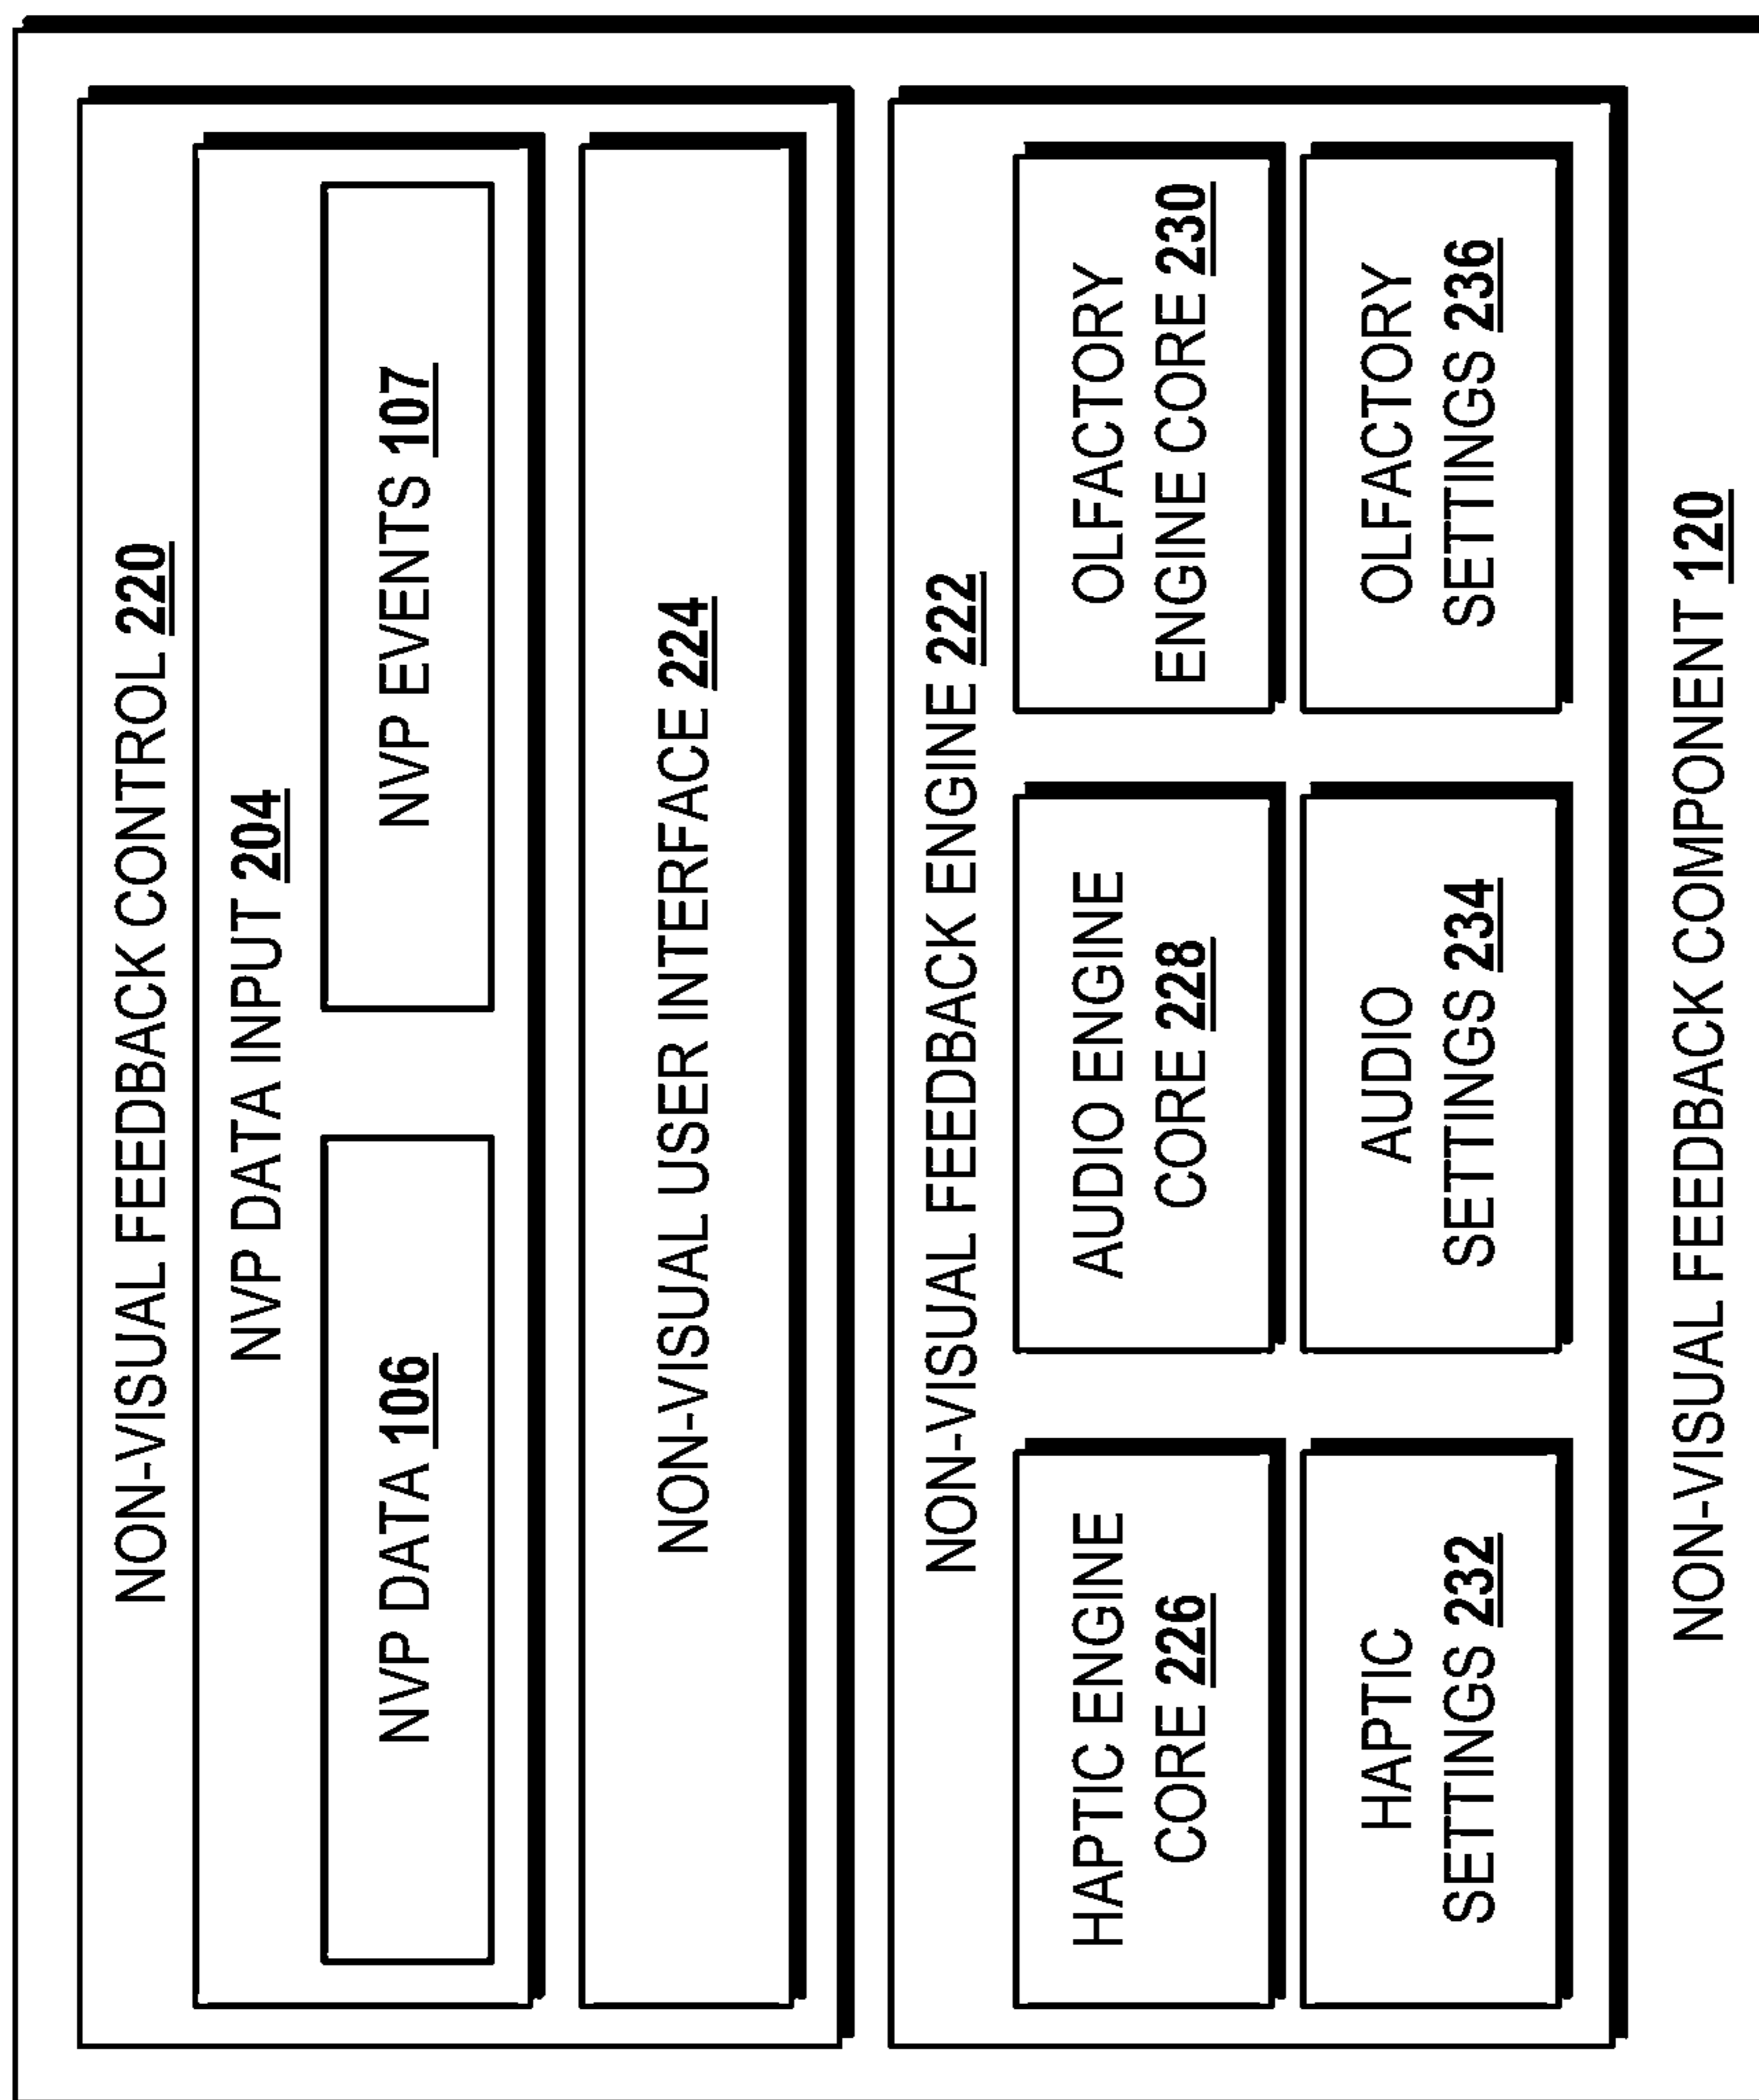 NON-VISUAL FEEDBACK CONTROL 220
NVP DATA INPUT 204
NVP DATA 106
NVP EVENTS 107
NON-VISUAL USER INTERFACE 224
NON-VISUAL FEEDBACK ENGINE 222
HAPTIC ENGINE
CORE 226
AUDIO ENGINE
CORE 228
OLFACTORY
ENGINE CORE 230
HAPTIC
SETTINGS 232
AUDIO
SETTINGS 234
OLFACTORY
SETTINGS 236
NON-VISUAL FEEDBACK COMPONENT 120